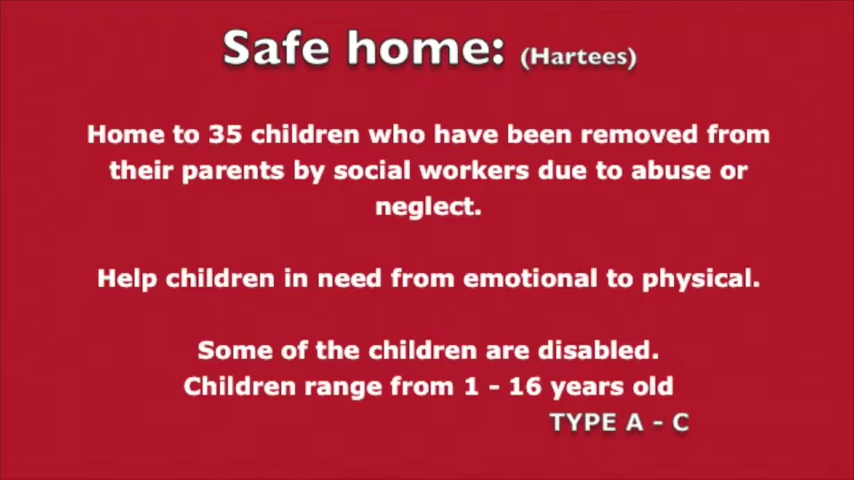 Safe home: (Hartees)
Home to 35 children who have been removed from
their parents by social workers due to abuse or
neglect.
Help children in need from emotional to physical.
Some of the children are disabled.
Children range from 1 - 16 years old
TYPE A - C